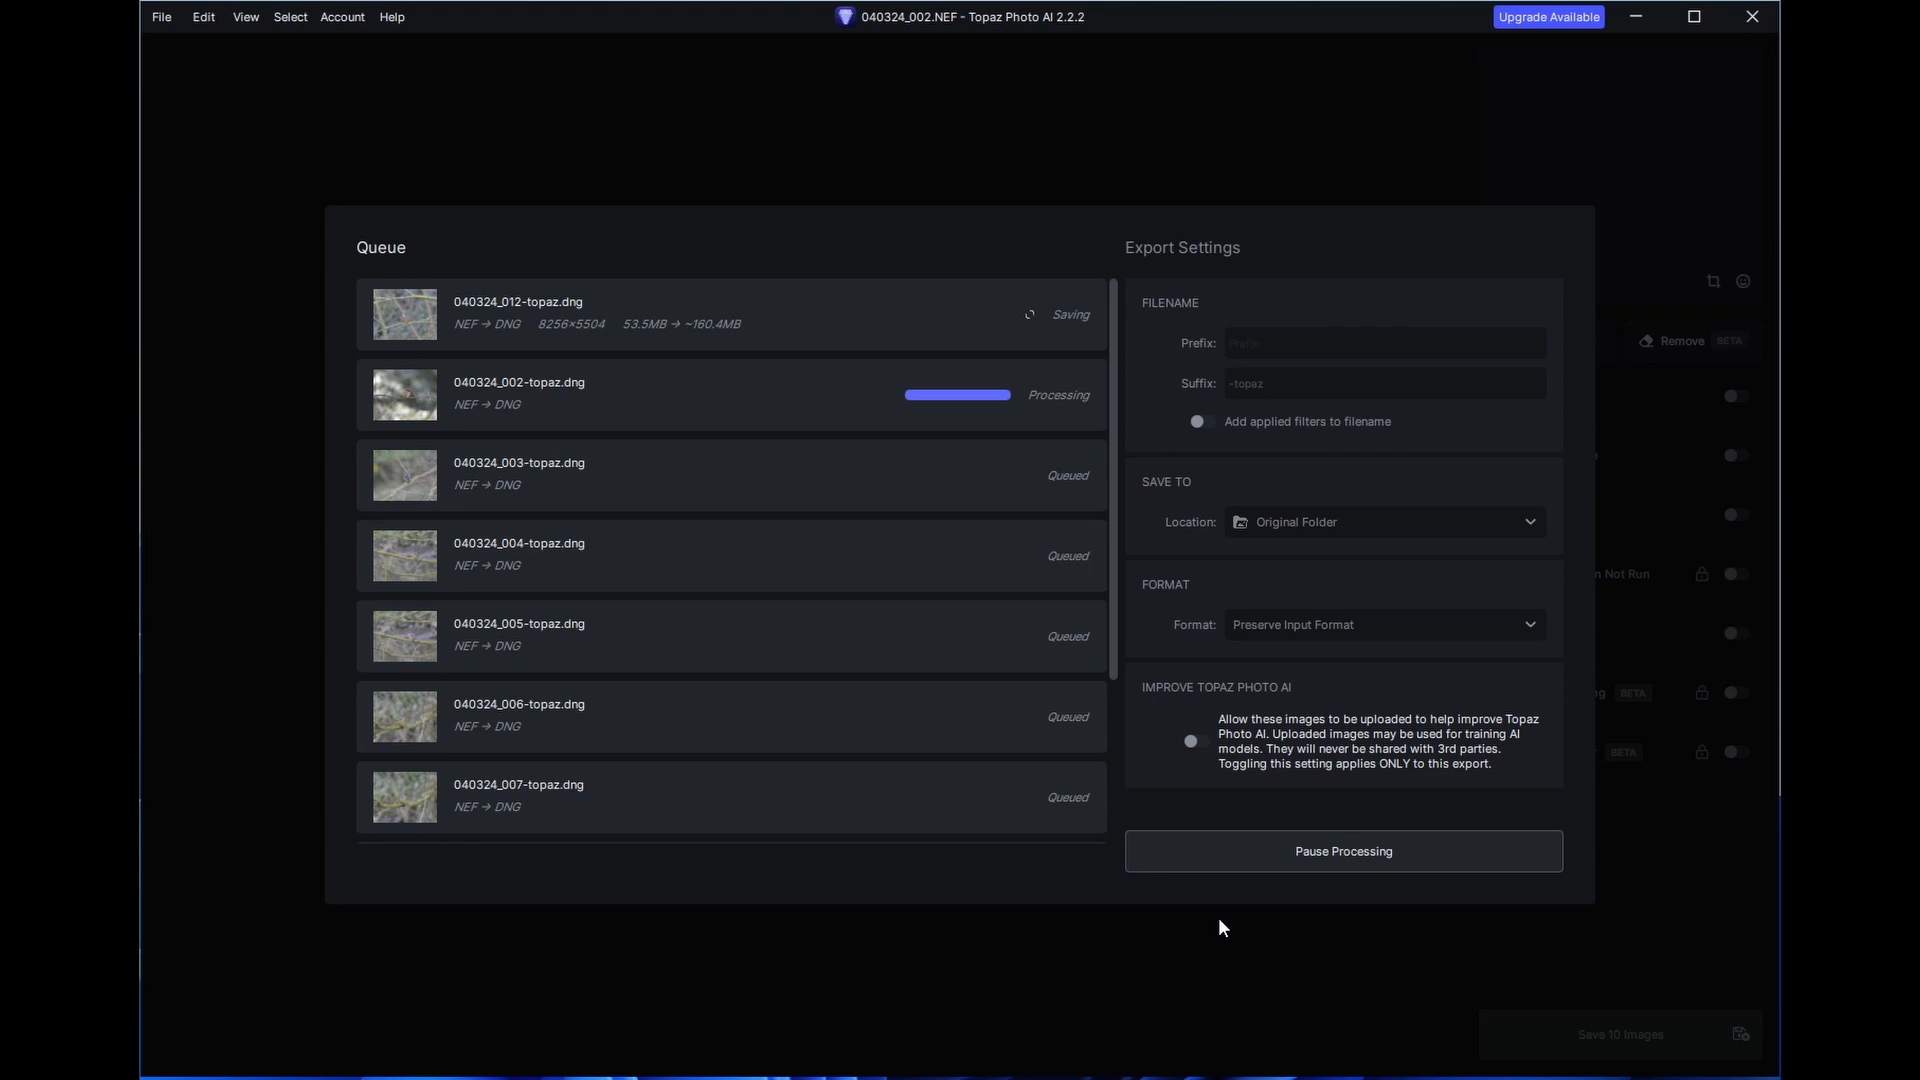 File Edit View Select Account Help
040324_002.NEF - Topaz Photo AI 2.2.2
Upgrade Available
Queue
040324_012-topaz.dng
NEF → DNG 8256×5504 53.5MB → ~160.4MB
Saving
040324_002-topaz.dng
NEF → DNG
Processing
040324_003-topaz.dng
NEF → DNG
Queued
040324_004-topaz.dng
NEF → DNG
Queued
040324_005-topaz.dng
NEF → DNG
Queued
040324_006-topaz.dng
NEF → DNG
Queued
040324_007-topaz.dng
NEF → DNG
Queued
Export Settings
FILENAME
Prefix: Prefix-
Suffix: -topaz
Add applied filters to filename
SAVE TO
Location: Original Folder
FORMAT
Format: Preserve Input Format
IMPROVE TOPAZ PHOTO AI
Allow these images to be uploaded to help improve Topaz
Photo AI. Uploaded images may be used for training AI
models. They will never be shared with 3rd parties.
Toggling this setting applies ONLY to this export.
Pause Processing
Remove BETA
n Not Run
g BETA
BETA
Save 10 Images